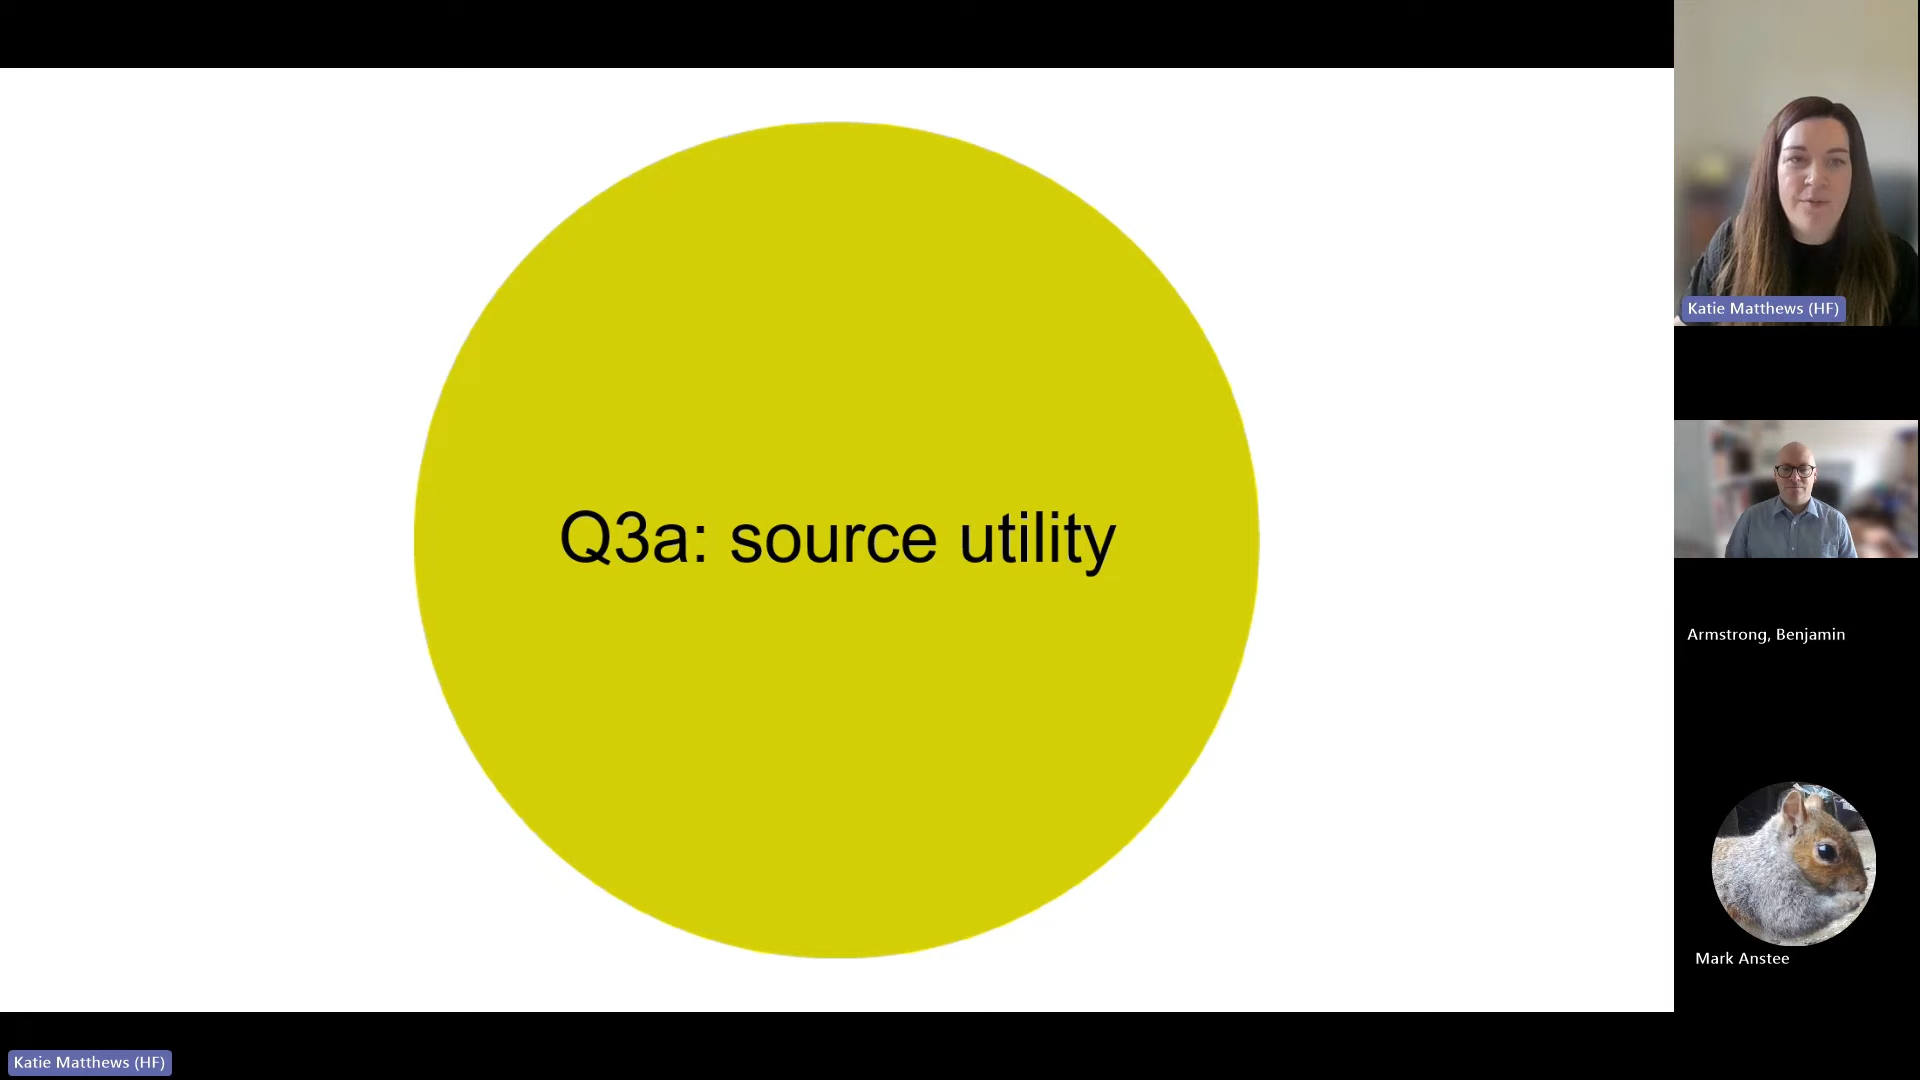 Q3a: source utility
Katie Matthews (HF)
Armstrong, Benjamin
Mark Anstee
Katie Matthews (HF)